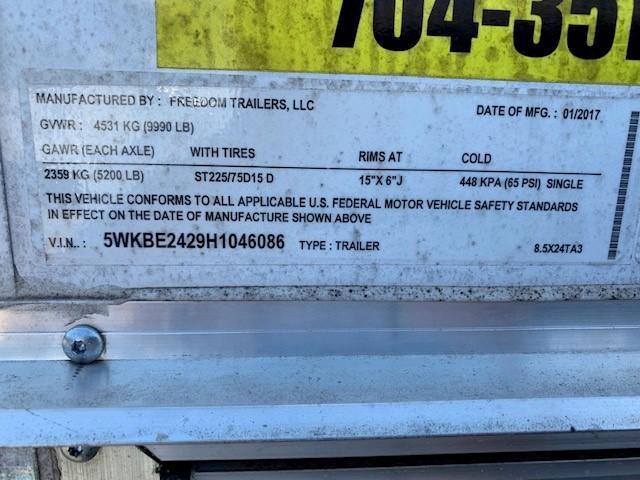 704-351
MANUFACTURED BY : FREEDOM TRAILERS, LLC DATE OF MFG. : 01/2017
GVWR : 4531 KG (9990 LB)
GAWR (EACH AXLE) WITH TIRES RIMS AT COLD
2359 KG (5200 LB) ST225/75D15 D 15"X 6"J 448 KPA (65 PSI) SINGLE
THIS VEHICLE CONFORMS TO ALL APPLICABLE U.S. FEDERAL MOTOR VEHICLE SAFETY STANDARDS
IN EFFECT ON THE DATE OF MANUFACTURE SHOWN ABOVE
V.I.N.. : 5WKBE2429H1046086 TYPE : TRAILER 8.5X24TA3